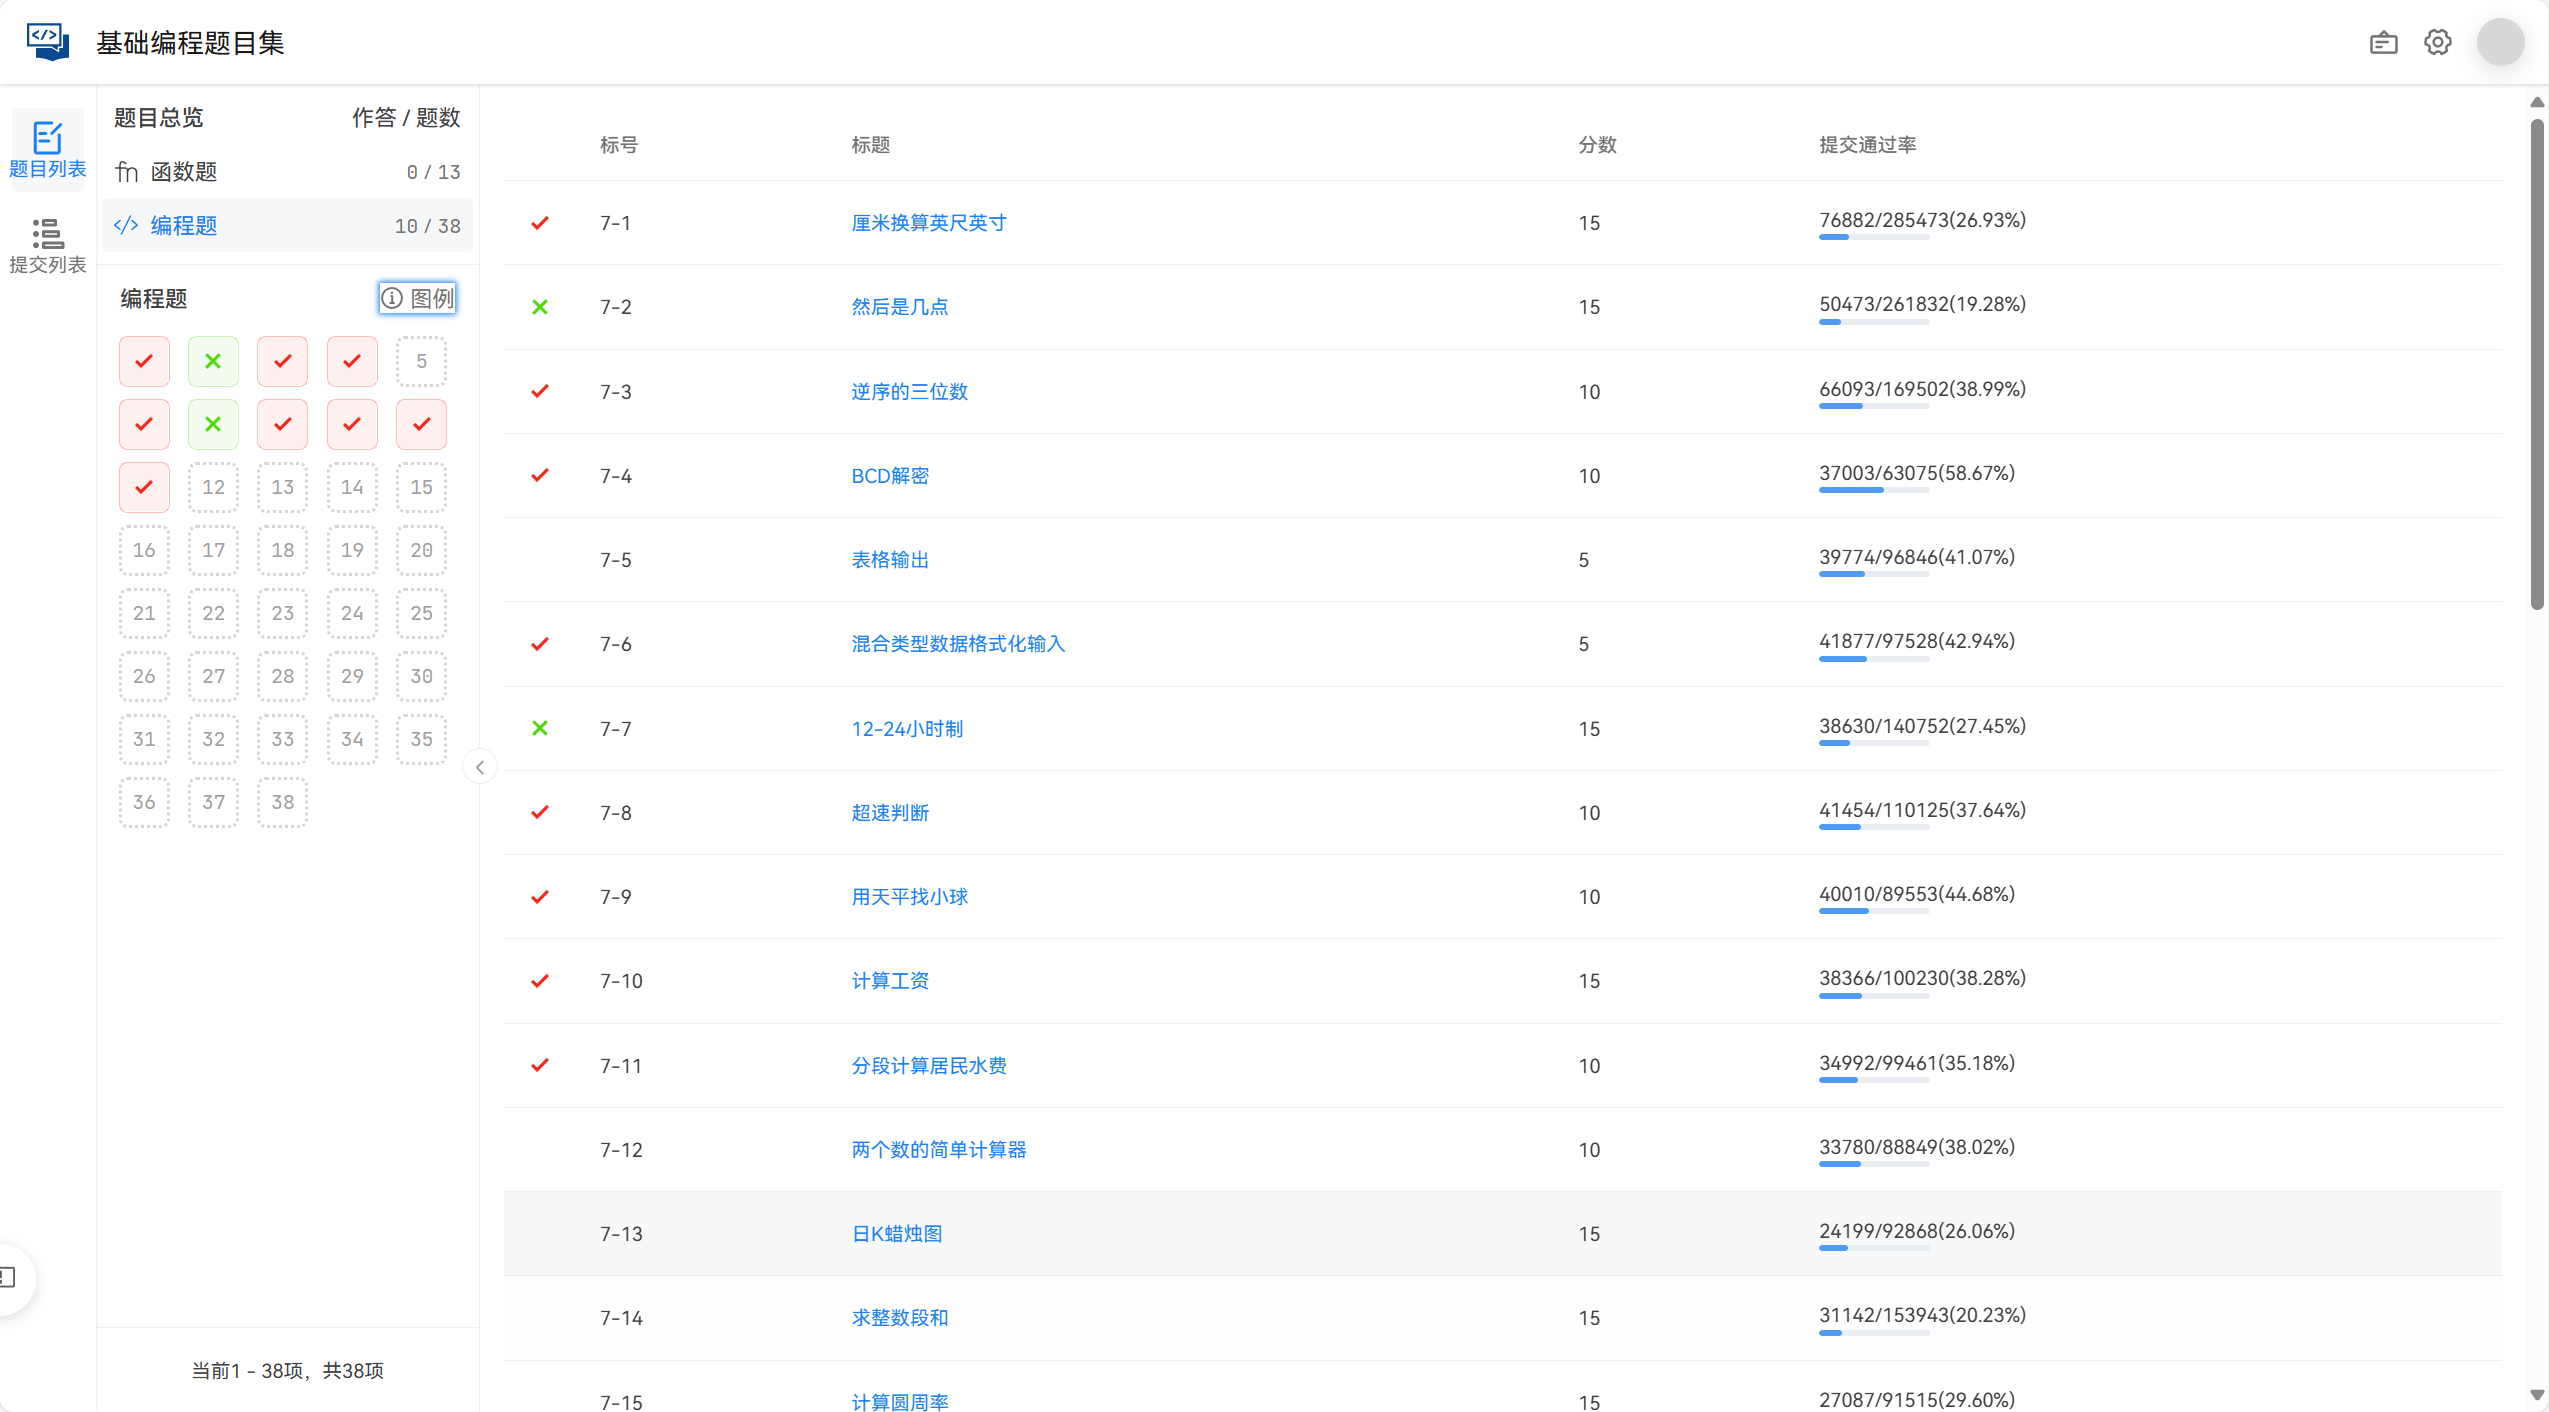 基础编程题目集
题目列表
提交列表
题目总览 作答 / 题数
函数题 0 / 13
编程题 10 / 38
编程题 图例
5
12 13 14 15
16 17 18 19 20
21 22 23 24 25
26 27 28 29 30
31 32 33 34 35
36 37 38
当前1 - 38项，共38项
标号 标题 分数 提交通过率
7-1 厘米换算英尺英寸 15 76882/285473(26.93%)
7-2 然后是几点 15 50473/261832(19.28%)
7-3 逆序的三位数 10 66093/169502(38.99%)
7-4 BCD解密 10 37003/63075(58.67%)
7-5 表格输出 5 39774/96846(41.07%)
7-6 混合类型数据格式化输入 5 41877/97528(42.94%)
7-7 12-24小时制 15 38630/140752(27.45%)
7-8 超速判断 10 41454/110125(37.64%)
7-9 用天平找小球 10 40010/89553(44.68%)
7-10 计算工资 15 38366/100230(38.28%)
7-11 分段计算居民水费 10 34992/99461(35.18%)
7-12 两个数的简单计算器 10 33780/88849(38.02%)
7-13 日K蜡烛图 15 24199/92868(26.06%)
7-14 求整数段和 15 31142/153943(20.23%)
7-15 计算圆周率 15 27087/91515(29.60%)